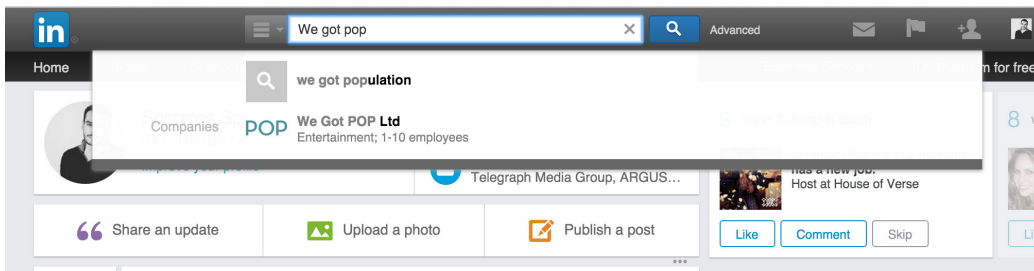 in
We got pop
Advanced
Home
for free
we got population
Companies
POP
We Got POP Ltd
Entertainment; 1-10 employees
8
Telegraph Media Group, ARGUS...
has a new job.
Host at House of Verse
Share an update
Upload a photo
Publish a post
Like
Comment
Skip